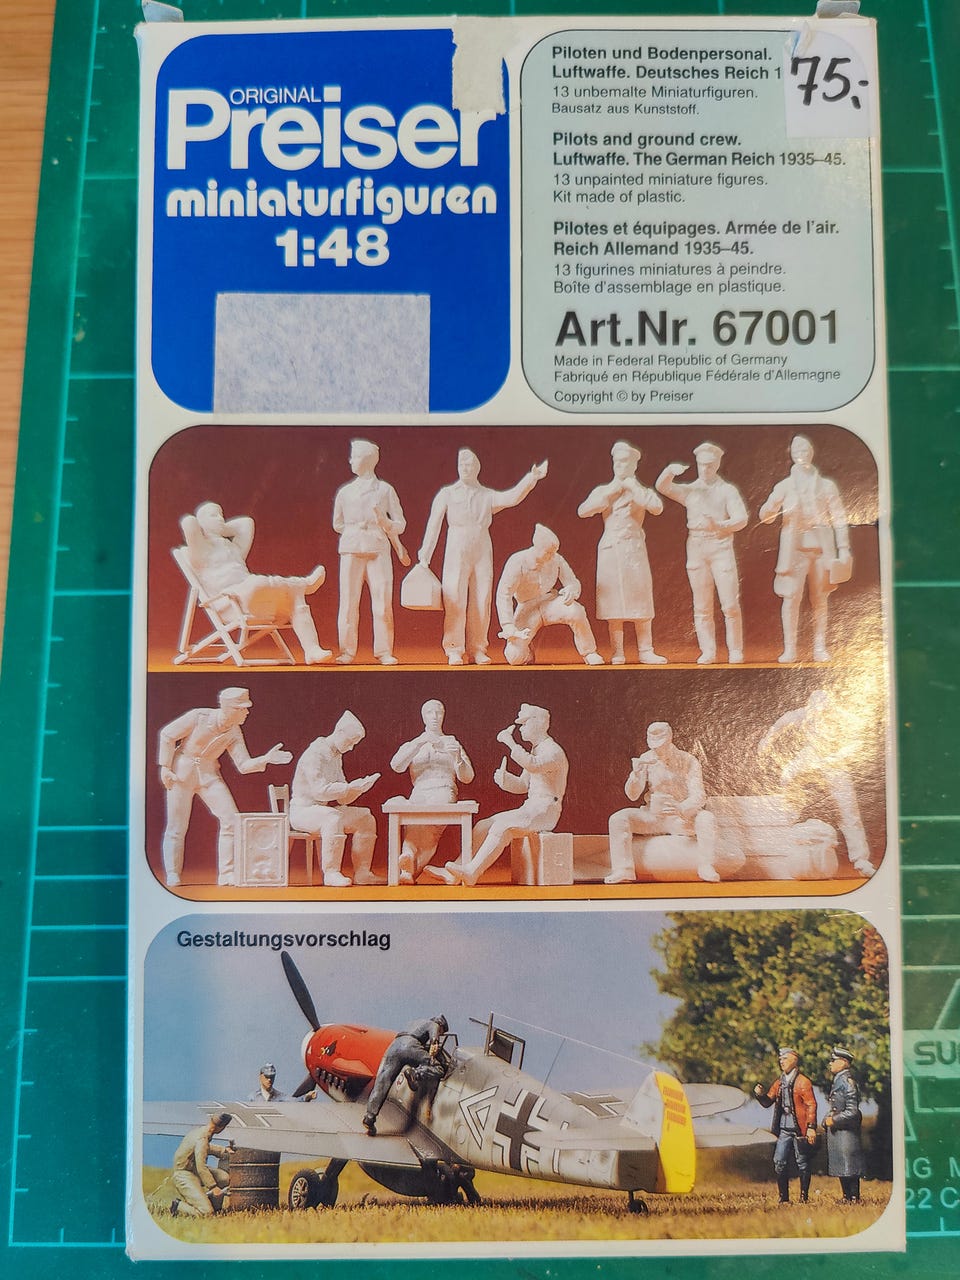 ORIGINAL
Preiser
miniaturfiguren
1:48
Piloten und Bodenpersonal.
Luftwaffe. Deutsches Reich 1
13 unbemalte Miniaturfiguren.
Bausatz aus Kunststoff.
75,-
Pilots and ground crew.
Luftwaffe. The German Reich 1935–45.
13 unpainted miniature figures.
Kit made of plastic.
Pilotes et équipages. Armée de l'air.
Reich Allemand 1935–45.
13 figurines miniatures à peindre.
Boîte d'assemblage en plastique.
Art.Nr. 67001
Made in Federal Republic of Germany
Fabriqué en République Fédérale d'Allemagne
Copyright © by Preiser
Gestaltungsvorschlag